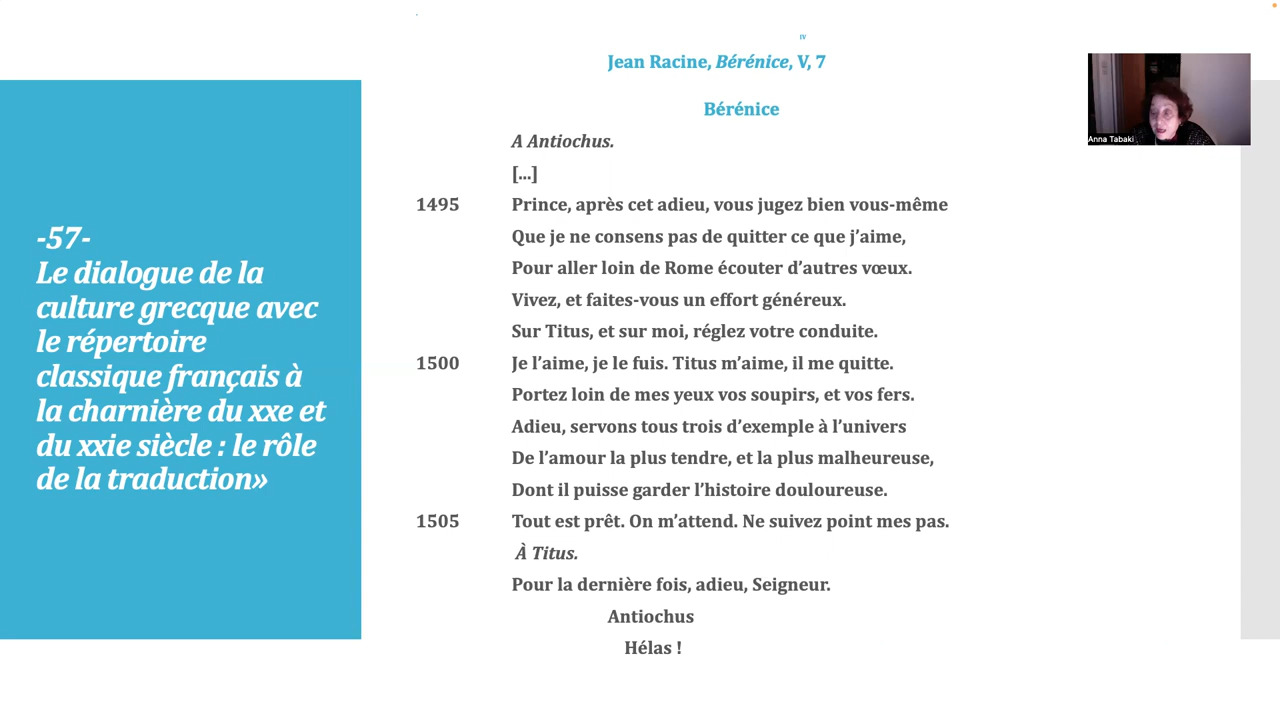 IV
Jean Racine, Bérénice, V, 7
Bérénice
A Antiochus.
[...]
1495 Prince, après cet adieu, vous jugez bien vous-même
Que je ne consens pas de quitter ce que j’aime,
Pour aller loin de Rome écouter d’autres vœux.
Vivez, et faites-vous un effort généreux.
Sur Titus, et sur moi, réglez votre conduite.
1500 Je l’aime, je le fuis. Titus m’aime, il me quitte.
Portez loin de mes yeux vos soupirs, et vos fers.
Adieu, servons tous trois d’exemple à l’univers
De l’amour la plus tendre, et la plus malheureuse,
Dont il puisse garder l’histoire douloureuse.
1505 Tout est prêt. On m’attend. Ne suivez point mes pas.
À Titus.
Pour la dernière fois, adieu, Seigneur.
Antiochus
Hélas !
-57-
Le dialogue de la
culture grecque avec
le répertoire
classique français à
la charnière du xxe et
du xxie siècle : le rôle
de la traduction»
Anna Tabaki